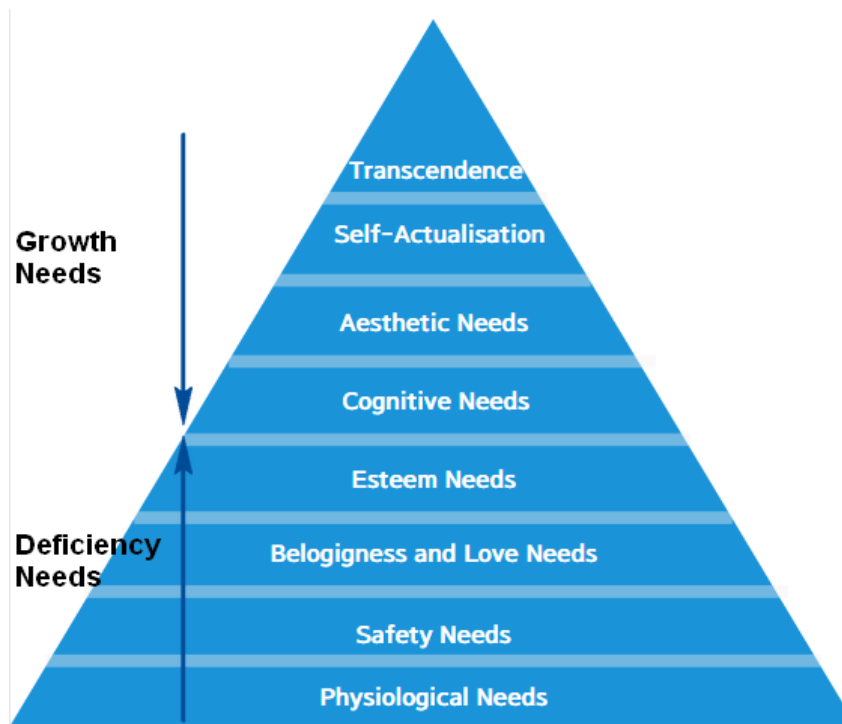 Transcendence
Self-Actualisation
Growth
Needs
Aesthetic Needs
Cognitive Needs
Esteem Needs
Deficiency
Needs
Belogigness and Love Needs
Safety Needs
Physiological Needs